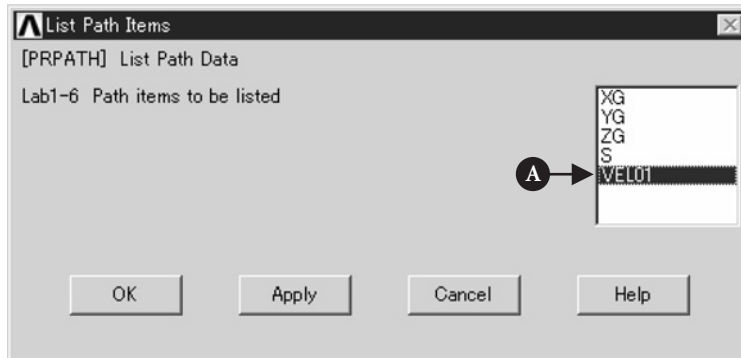 List Path Items
[PRPATH] List Path Data
Lab1-6 Path items to be listed
XG
YG
ZG
S
A
VEL01
OK Apply Cancel Help